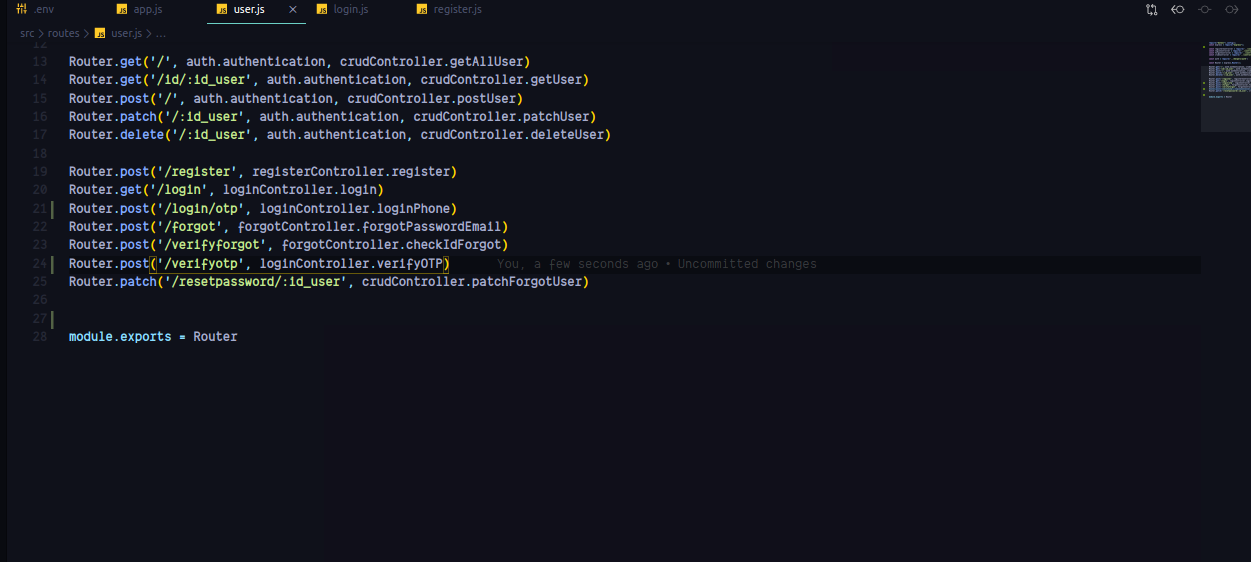 .env
JS app.js
JS user.js ×
JS login.js
JS register.js
src > routes > JS user.js > ...
12
13 Router.get('/', auth.authentication, crudController.getAllUser)
14 Router.get('/id/:id_user', auth.authentication, crudController.getUser)
15 Router.post('/', auth.authentication, crudController.postUser)
16 Router.patch('/:id_user', auth.authentication, crudController.patchUser)
17 Router.delete('/:id_user', auth.authentication, crudController.deleteUser)
18
19 Router.post('/register', registerController.register)
20 Router.get('/login', loginController.login)
21 Router.post('/login/otp', loginController.loginPhone)
22 Router.post('/forgot', forgotController.forgotPasswordEmail)
23 Router.post('/verifyforgot', forgotController.checkIdForgot)
24 Router.post('/verifyotp', loginController.verifyOTP) You, a few seconds ago • Uncommitted changes
25 Router.patch('/resetpassword/:id_user', crudController.patchForgotUser)
26
27
28 module.exports = Router